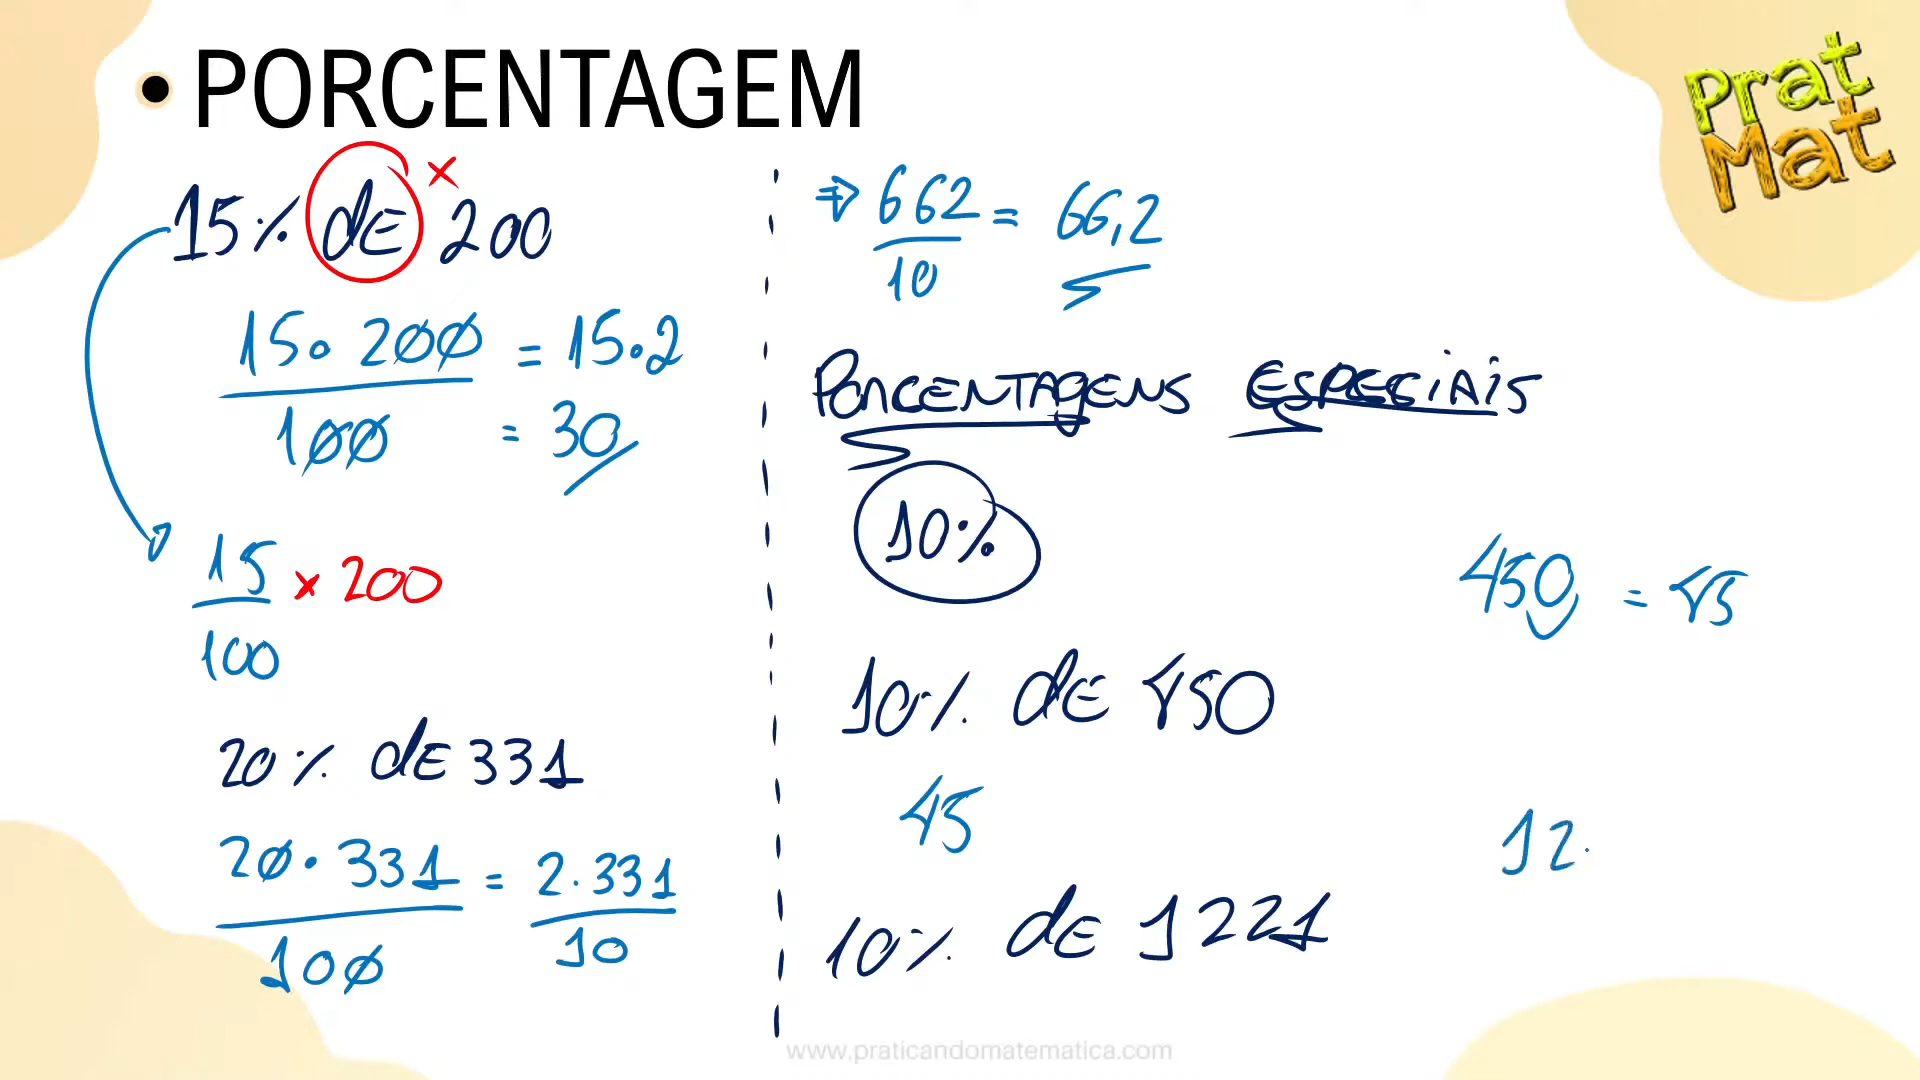 • PORCENTAGEM
Prat
Mat
15% de × 200
15 · 200 = 15 · 2
100 = 30
15 × 200
100
20% de 331
20 · 331 = 2 · 331
100 10
⇒ 662 = 66,2
10
PORCENTAGENS ESPECIAIS
10%
450 = 45
10% de 450
45
12.
10% de 1221
www.praticandomatematica.com